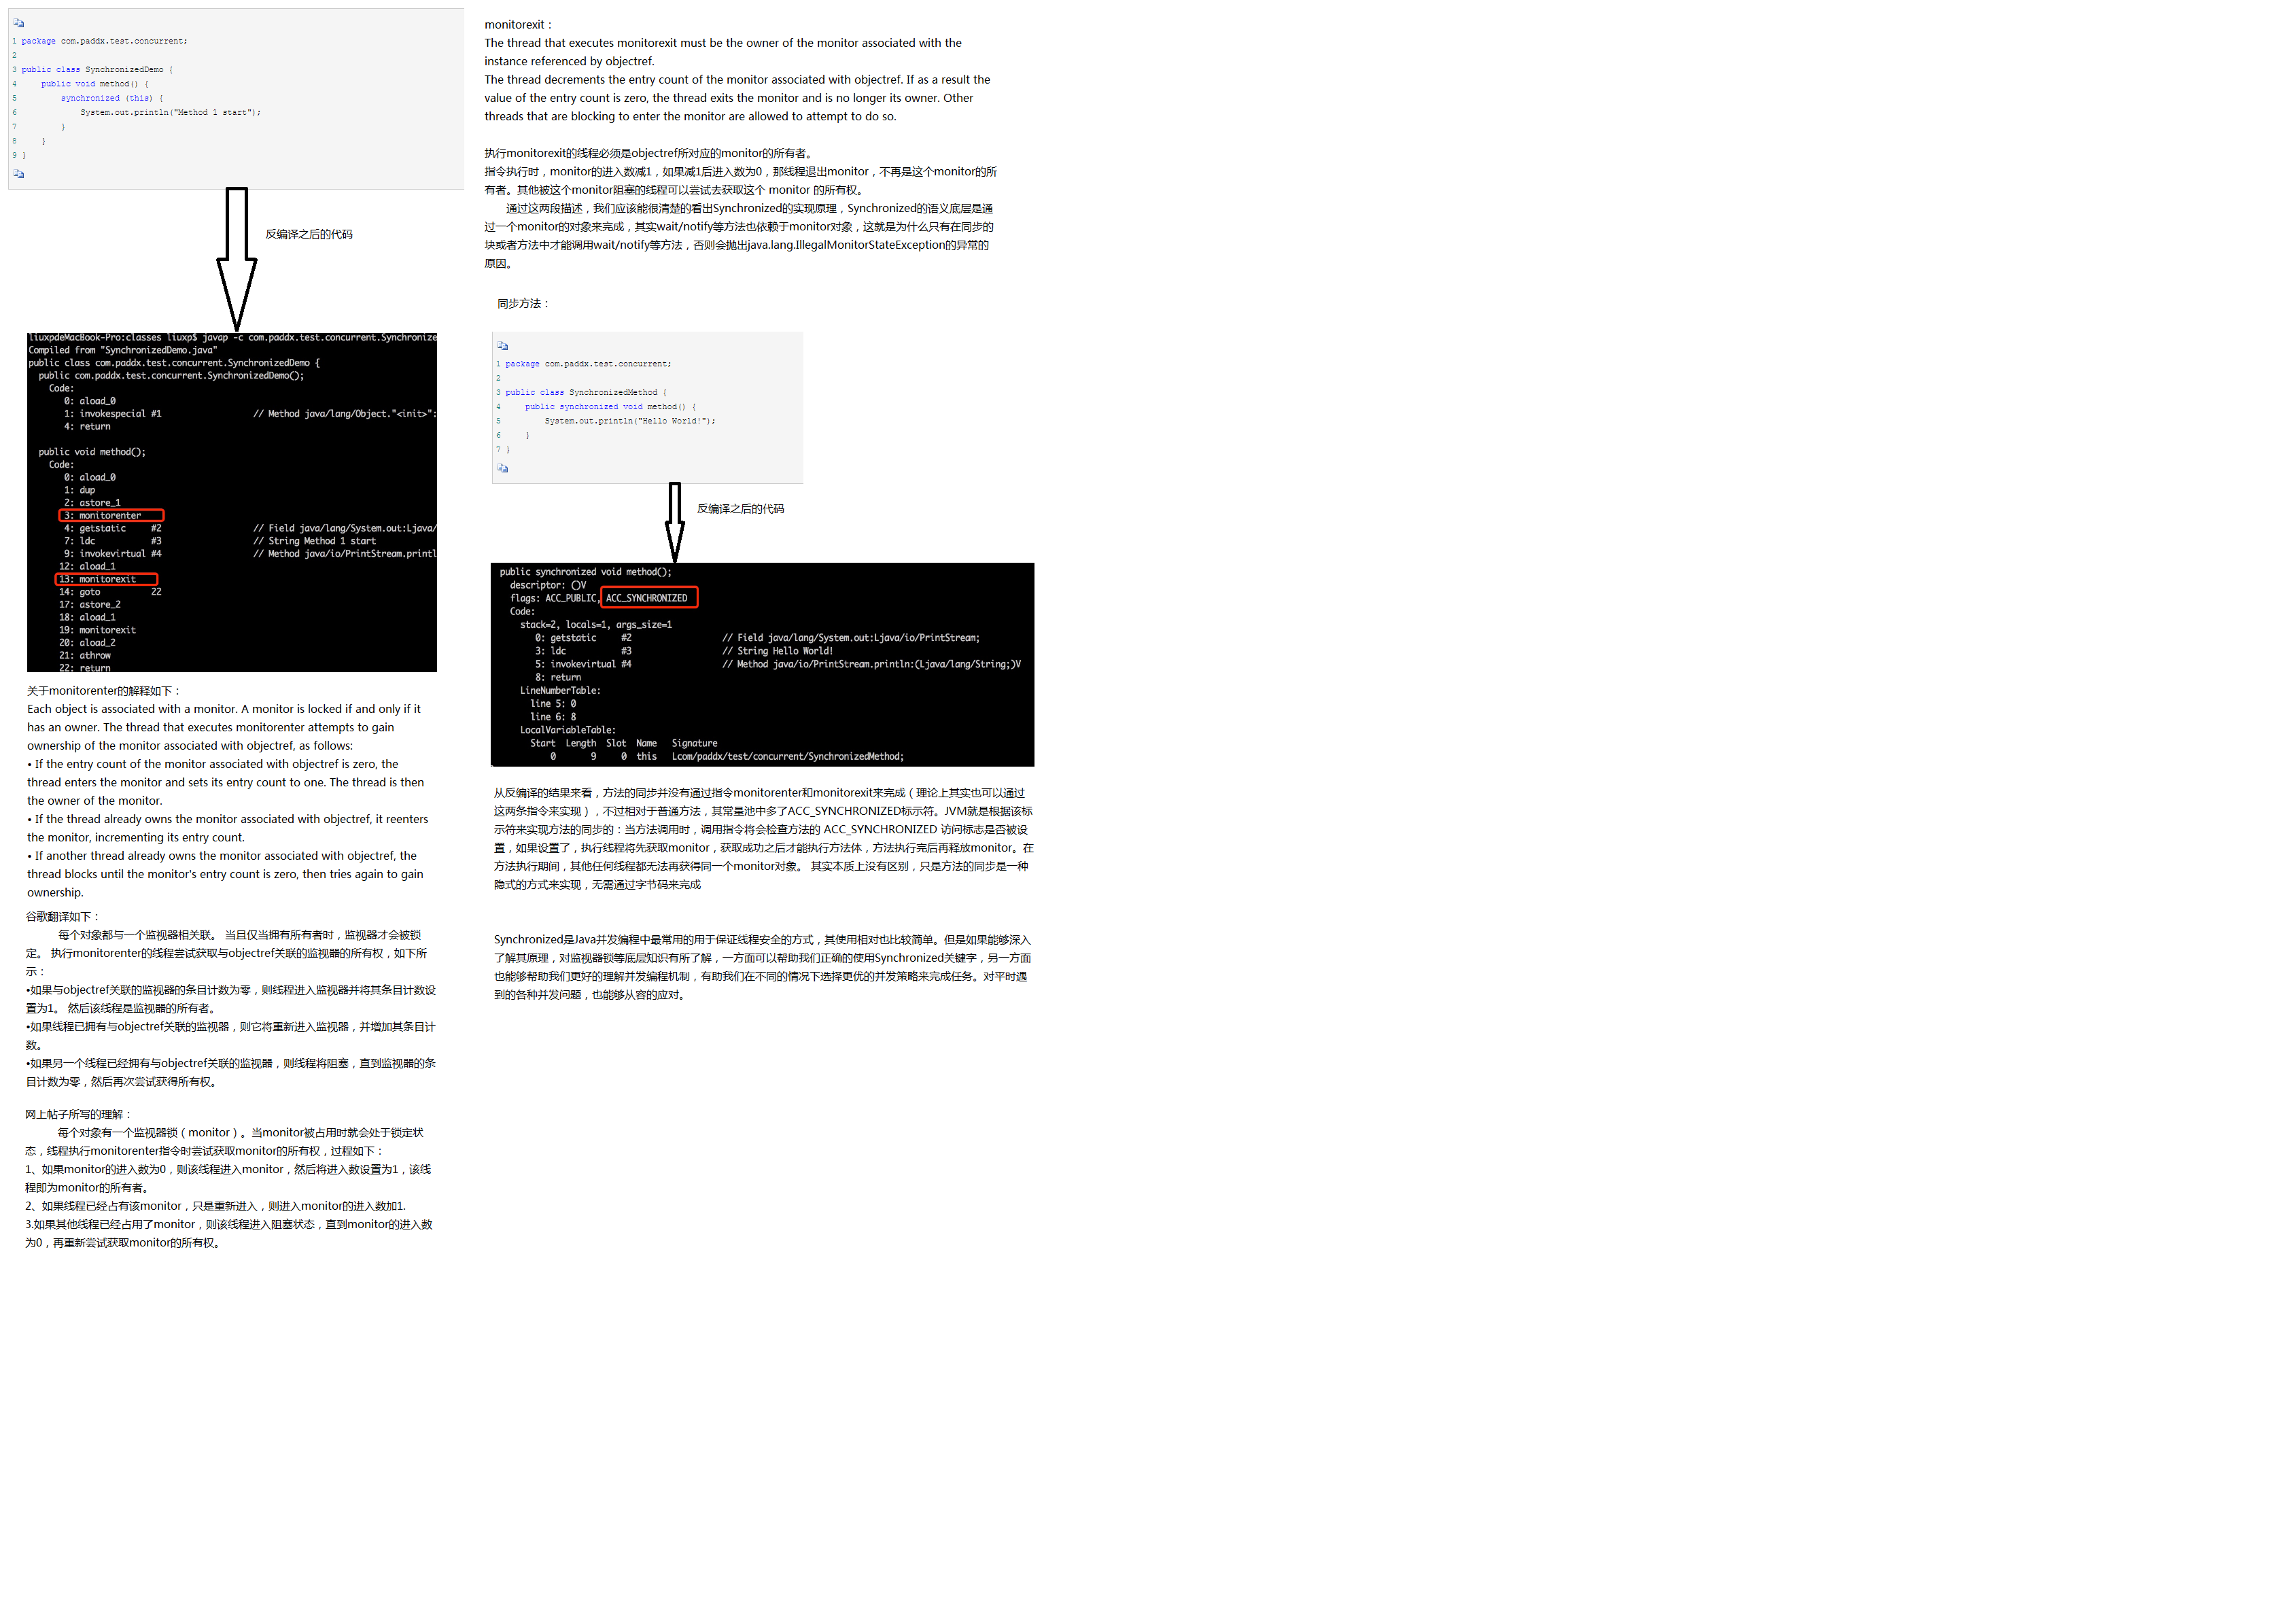 1 package com.paddx.test.concurrent;
2
3 public class SynchronizedDemo {
4     public void method() {
5         synchronized (this) {
6             System.out.println("Method 1 start");
7         }
8     }
9 }
反编译之后的代码
liuxpdeMacBook-Pro:classes liuxp$ javap -c com.paddx.test.concurrent.Synchronize
Compiled from "SynchronizedDemo.java"
public class com.paddx.test.concurrent.SynchronizedDemo {
  public com.paddx.test.concurrent.SynchronizedDemo();
    Code:
       0: aload_0
       1: invokespecial #1                  // Method java/lang/Object."<init>":
       4: return

  public void method();
    Code:
       0: aload_0
       1: dup
       2: astore_1
       3: monitorenter
       4: getstatic     #2                  // Field java/lang/System.out:Ljava/
       7: ldc           #3                  // String Method 1 start
       9: invokevirtual #4                  // Method java/io/PrintStream.printl
      12: aload_1
      13: monitorexit
      14: goto          22
      17: astore_2
      18: aload_1
      19: monitorexit
      20: aload_2
      21: athrow
      22: return
关于monitorenter的解释如下：
Each object is associated with a monitor. A monitor is locked if and only if it
has an owner. The thread that executes monitorenter attempts to gain
ownership of the monitor associated with objectref, as follows:
• If the entry count of the monitor associated with objectref is zero, the
thread enters the monitor and sets its entry count to one. The thread is then
the owner of the monitor.
• If the thread already owns the monitor associated with objectref, it reenters
the monitor, incrementing its entry count.
• If another thread already owns the monitor associated with objectref, the
thread blocks until the monitor's entry count is zero, then tries again to gain
ownership.
谷歌翻译如下：
每个对象都与一个监视器相关联。 当且仅当拥有所有者时，监视器才会被锁
定。 执行monitorenter的线程尝试获取与objectref关联的监视器的所有权，如下所
示：
•如果与objectref关联的监视器的条目计数为零，则线程进入监视器并将其条目计数设
置为1。 然后该线程是监视器的所有者。
•如果线程已拥有与objectref关联的监视器，则它将重新进入监视器，并增加其条目计
数。
•如果另一个线程已经拥有与objectref关联的监视器，则线程将阻塞，直到监视器的条
目计数为零，然后再次尝试获得所有权。
网上帖子所写的理解：
每个对象有一个监视器锁（monitor）。当monitor被占用时就会处于锁定状
态，线程执行monitorenter指令时尝试获取monitor的所有权，过程如下：
1、如果monitor的进入数为0，则该线程进入monitor，然后将进入数设置为1，该线
程即为monitor的所有者。
2、如果线程已经占有该monitor，只是重新进入，则进入monitor的进入数加1.
3.如果其他线程已经占用了monitor，则该线程进入阻塞状态，直到monitor的进入数
为0，再重新尝试获取monitor的所有权。
monitorexit：
The thread that executes monitorexit must be the owner of the monitor associated with the
instance referenced by objectref.
The thread decrements the entry count of the monitor associated with objectref. If as a result the
value of the entry count is zero, the thread exits the monitor and is no longer its owner. Other
threads that are blocking to enter the monitor are allowed to attempt to do so.
执行monitorexit的线程必须是objectref所对应的monitor的所有者。
指令执行时，monitor的进入数减1，如果减1后进入数为0，那线程退出monitor，不再是这个monitor的所
有者。其他被这个monitor阻塞的线程可以尝试去获取这个 monitor 的所有权。
通过这两段描述，我们应该能很清楚的看出Synchronized的实现原理，Synchronized的语义底层是通
过一个monitor的对象来完成，其实wait/notify等方法也依赖于monitor对象，这就是为什么只有在同步的
块或者方法中才能调用wait/notify等方法，否则会抛出java.lang.IllegalMonitorStateException的异常的
原因。
同步方法：
1 package com.paddx.test.concurrent;
2
3 public class SynchronizedMethod {
4     public synchronized void method() {
5         System.out.println("Hello World!");
6     }
7 }
反编译之后的代码
public synchronized void method();
  descriptor: ()V
  flags: ACC_PUBLIC, ACC_SYNCHRONIZED
  Code:
    stack=2, locals=1, args_size=1
       0: getstatic     #2                  // Field java/lang/System.out:Ljava/io/PrintStream;
       3: ldc           #3                  // String Hello World!
       5: invokevirtual #4                  // Method java/io/PrintStream.println:(Ljava/lang/String;)V
       8: return
    LineNumberTable:
      line 5: 0
      line 6: 8
    LocalVariableTable:
      Start  Length  Slot  Name   Signature
          0       9     0  this   Lcom/paddx/test/concurrent/SynchronizedMethod;
从反编译的结果来看，方法的同步并没有通过指令monitorenter和monitorexit来完成（理论上其实也可以通过
这两条指令来实现），不过相对于普通方法，其常量池中多了ACC_SYNCHRONIZED标示符。JVM就是根据该标
示符来实现方法的同步的：当方法调用时，调用指令将会检查方法的 ACC_SYNCHRONIZED 访问标志是否被设
置，如果设置了，执行线程将先获取monitor，获取成功之后才能执行方法体，方法执行完后再释放monitor。在
方法执行期间，其他任何线程都无法再获得同一个monitor对象。 其实本质上没有区别，只是方法的同步是一种
隐式的方式来实现，无需通过字节码来完成
Synchronized是Java并发编程中最常用的用于保证线程安全的方式，其使用相对也比较简单。但是如果能够深入
了解其原理，对监视器锁等底层知识有所了解，一方面可以帮助我们正确的使用Synchronized关键字，另一方面
也能够帮助我们更好的理解并发编程机制，有助我们在不同的情况下选择更优的并发策略来完成任务。对平时遇
到的各种并发问题，也能够从容的应对。